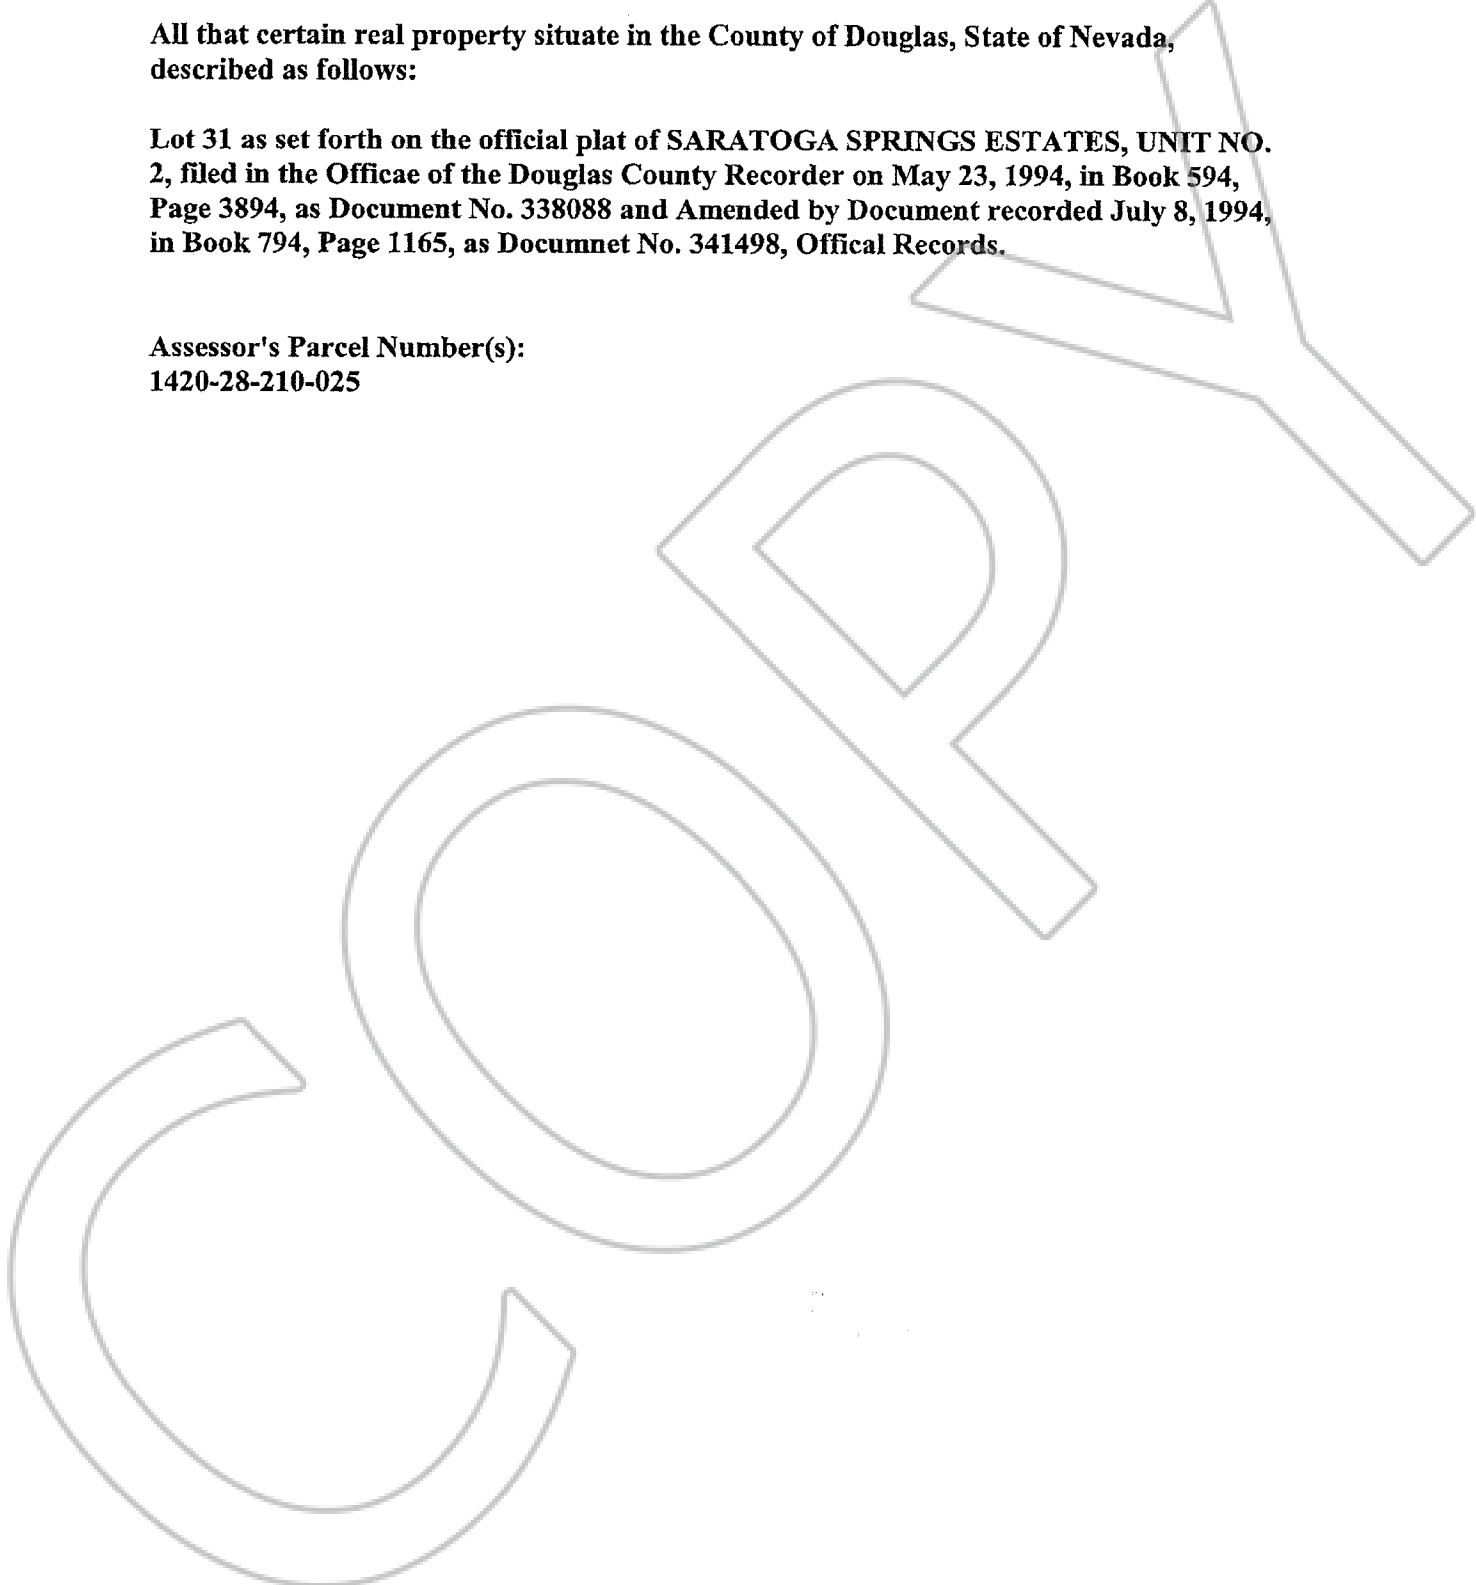 All that certain real property situate in the County of Douglas, State of Nevada,
described as follows:
Lot 31 as set forth on the official plat of SARATOGA SPRINGS ESTATES, UNIT NO.
2, filed in the Officae of the Douglas County Recorder on May 23, 1994, in Book 594,
Page 3894, as Document No. 338088 and Amended by Document recorded July 8, 1994,
in Book 794, Page 1165, as Documnet No. 341498, Offical Records.
Assessor's Parcel Number(s):
1420-28-210-025
COPY